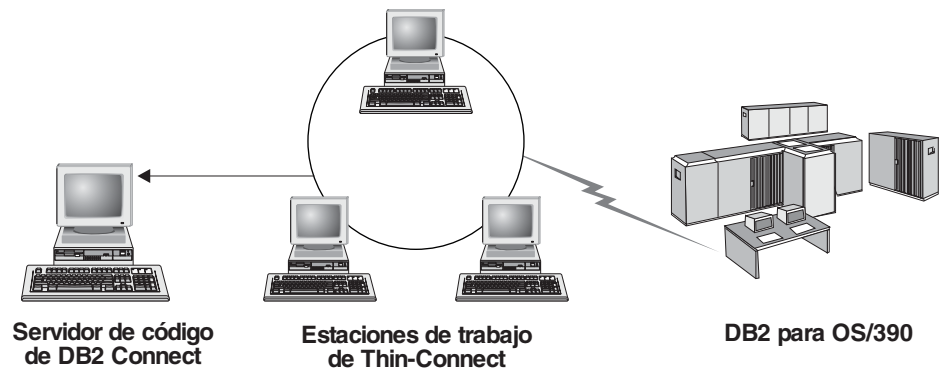 Servidor de código
de DB2 Connect
Estaciones de trabajo
de Thin-Connect
DB2 para OS/390